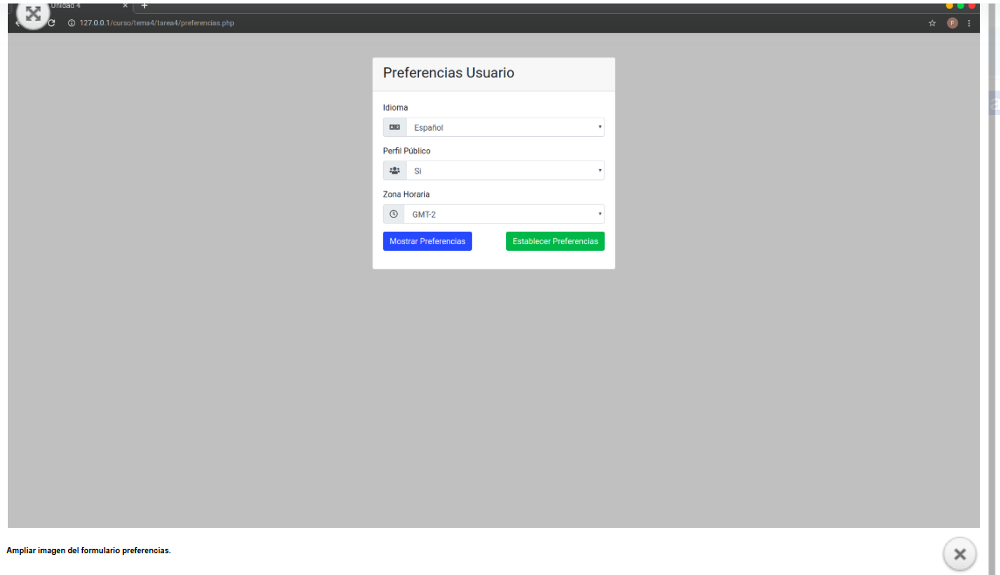 Unidad 4
127.0.0.1/curso/tema4/tarea4/preferencias.php
F
Preferencias Usuario
Idioma
Español
Perfil Público
Si
Zona Horaria
GMT-2
Mostrar Preferencias
Establecer Preferencias
Ampliar imagen del formulario preferencias.